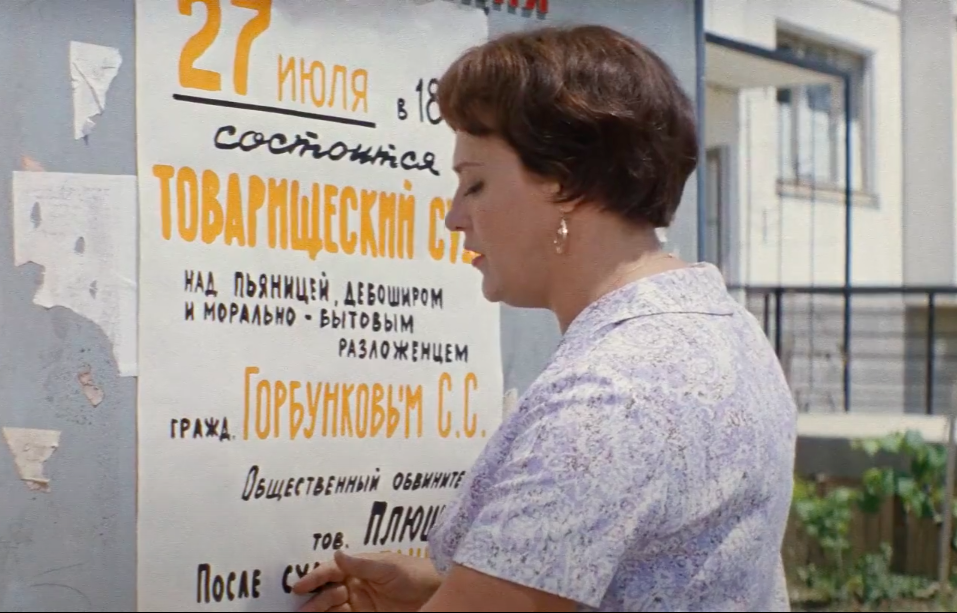 27 июля в 18
состоится
ТОВАРИЩЕСКИЙ СУ
НАД ПЬЯНИЦЕЙ, ДЕБОШИРОМ
И МОРАЛЬНО - БЫТОВЫМ
РАЗЛОЖЕНЦЕМ
ГРАЖД. ГОРБУНКОВЫМ С.С.
Общественный обвините
тов. ПЛЮЩ
После суд